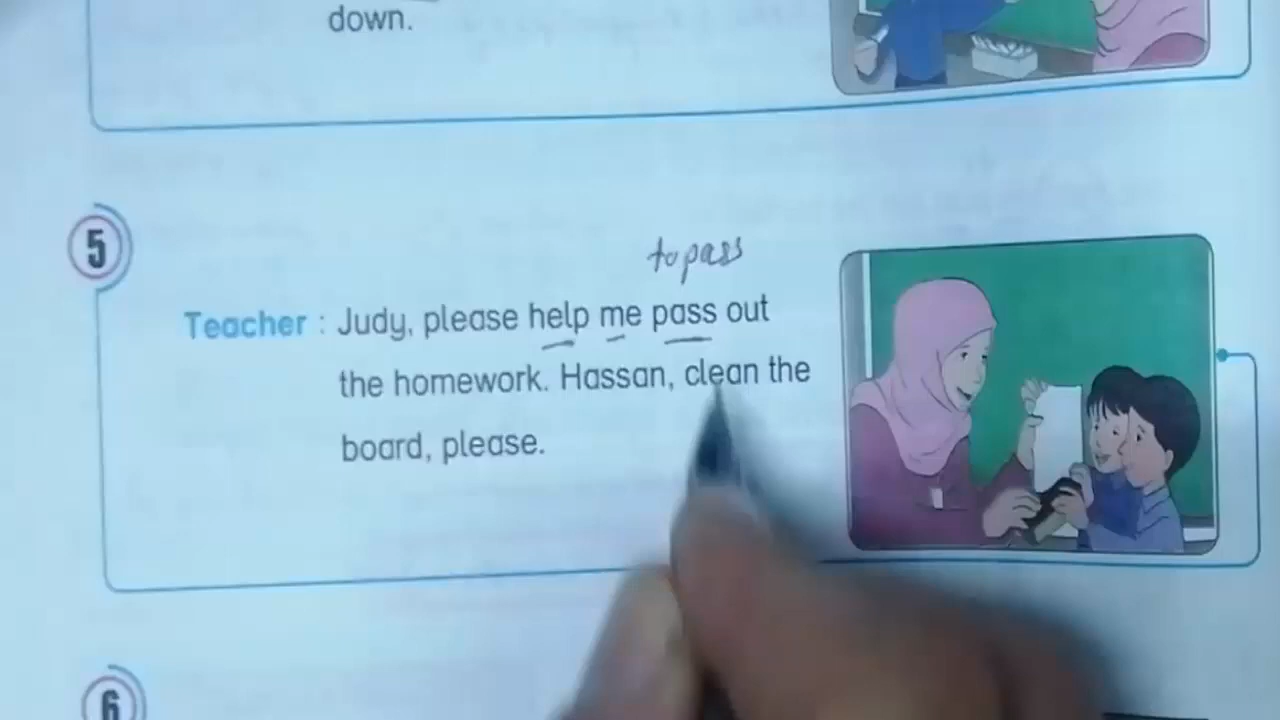 down.
5
to pass
Teacher : Judy, please help me pass out
the homework. Hassan, clean the
board, please.
6